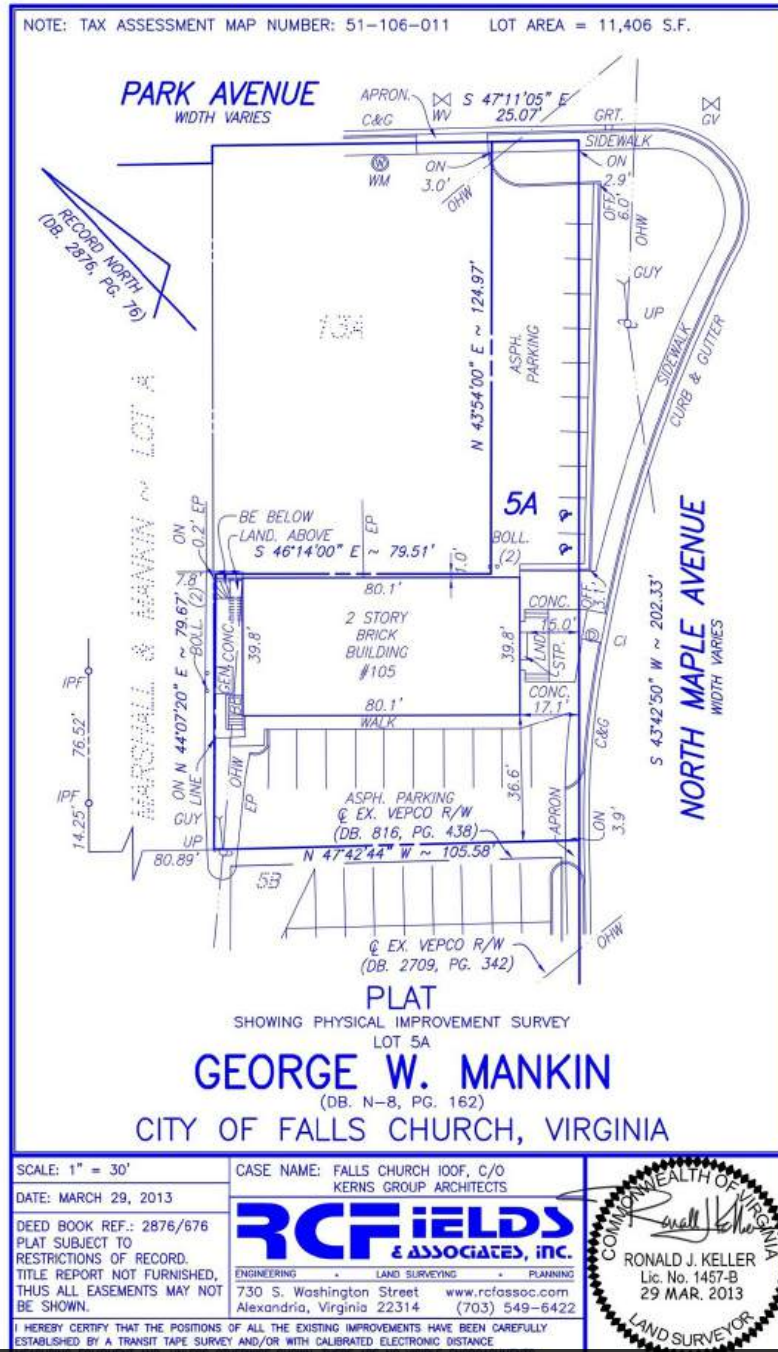 NOTE: TAX ASSESSMENT MAP NUMBER: 51-106-011 LOT AREA = 11,406 S.F.
PARK AVENUE
WIDTH VARIES
APRON
C&G
WV
S 47°11'05" E
25.07'
GRT.
GV
SIDEWALK
WM
ON
3.0'
OHW
ON
2.9'
OFF
6.0'
OHW
RECORD NORTH
(DB. 2876, PG. 76)
GUY
UP
13A
N 43°54'00" E ~ 124.97'
ASPH.
PARKING
SIDEWALK
CURB & GUTTER
MARSHALL & MANKIN ~ LOT A
5A
ON
0.2'
EP
BE BELOW
LAND. ABOVE
EP
S 46°14'00" E ~ 79.51'
1.0'
BOLL.
(2)
7.8'
BOLL. (2)
80.1'
2 STORY
BRICK
BUILDING
#105
39.8'
39.8'
80.1'
WALK
GEN.
CONC.
BE
CONC.
15.0'
LND.
STP.
CONC.
17.1'
OFF
3.1'
CI
NORTH MAPLE AVENUE
WIDTH VARIES
S 43°42'50" W ~ 202.33'
C&G
IPF
76.52'
IPF
14.25'
N 44°07'20" E ~ 79.67'
ON
LINE
OHW
EP
GUY
UP
80.89'
36.6'
ASPH. PARKING
℄ EX. VEPCO R/W
(DB. 816, PG. 438)
N 47°42'44" W ~ 105.58'
APRON
ON
3.9'
5B
OHW
℄ EX. VEPCO R/W
(DB. 2709, PG. 342)
PLAT
SHOWING PHYSICAL IMPROVEMENT SURVEY
LOT 5A
GEORGE W. MANKIN
(DB. N-8, PG. 162)
CITY OF FALLS CHURCH, VIRGINIA
SCALE: 1" = 30'
DATE: MARCH 29, 2013
DEED BOOK REF.: 2876/676
PLAT SUBJECT TO
RESTRICTIONS OF RECORD.
TITLE REPORT NOT FURNISHED,
THUS ALL EASEMENTS MAY NOT
BE SHOWN.
CASE NAME: FALLS CHURCH IOOF, C/O
KERNS GROUP ARCHITECTS
RCFIELDS
& ASSOCIATES, INC.
ENGINEERING • LAND SURVEYING • PLANNING
730 S. Washington Street www.rcfassoc.com
Alexandria, Virginia 22314 (703) 549-6422
COMMONWEALTH OF VIRGINIA
RONALD J. KELLER
Lic. No. 1457-B
29 MAR. 2013
LAND SURVEYOR
I HEREBY CERTIFY THAT THE POSITIONS OF ALL THE EXISTING IMPROVEMENTS HAVE BEEN CAREFULLY
ESTABLISHED BY A TRANSIT TAPE SURVEY AND/OR WITH CALIBRATED ELECTRONIC DISTANCE